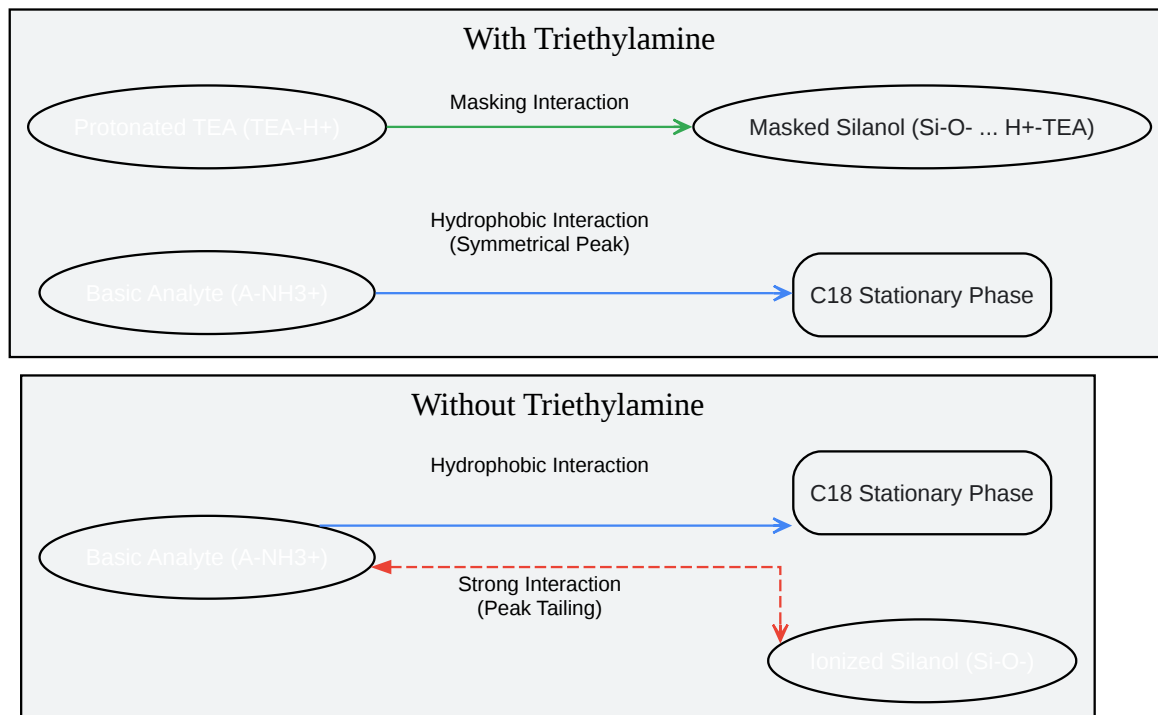 With Triethylamine
Masking Interaction
Protonated TEA (TEA-H+)
Masked Silanol (Si-O- ... H+-TEA)
Hydrophobic Interaction
(Symmetrical Peak)
Basic Analyte (A-NH3+)
C18 Stationary Phase
Without Triethylamine
Hydrophobic Interaction
C18 Stationary Phase
Basic Analyte (A-NH3+)
Strong Interaction
(Peak Tailing)
Ionized Silanol (Si-O-)